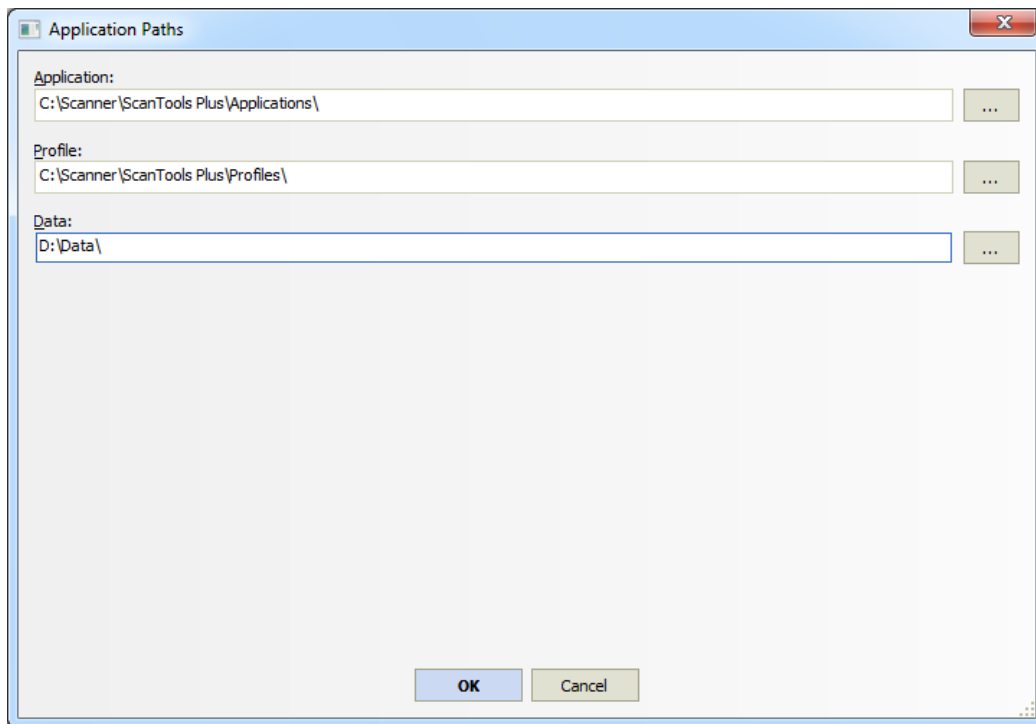 Application Paths
Application:
C:\Scanner\ScanTools Plus\Applications\
...
Profile:
C:\Scanner\ScanTools Plus\Profiles\
...
Data:
D:\Data\
...
OK
Cancel